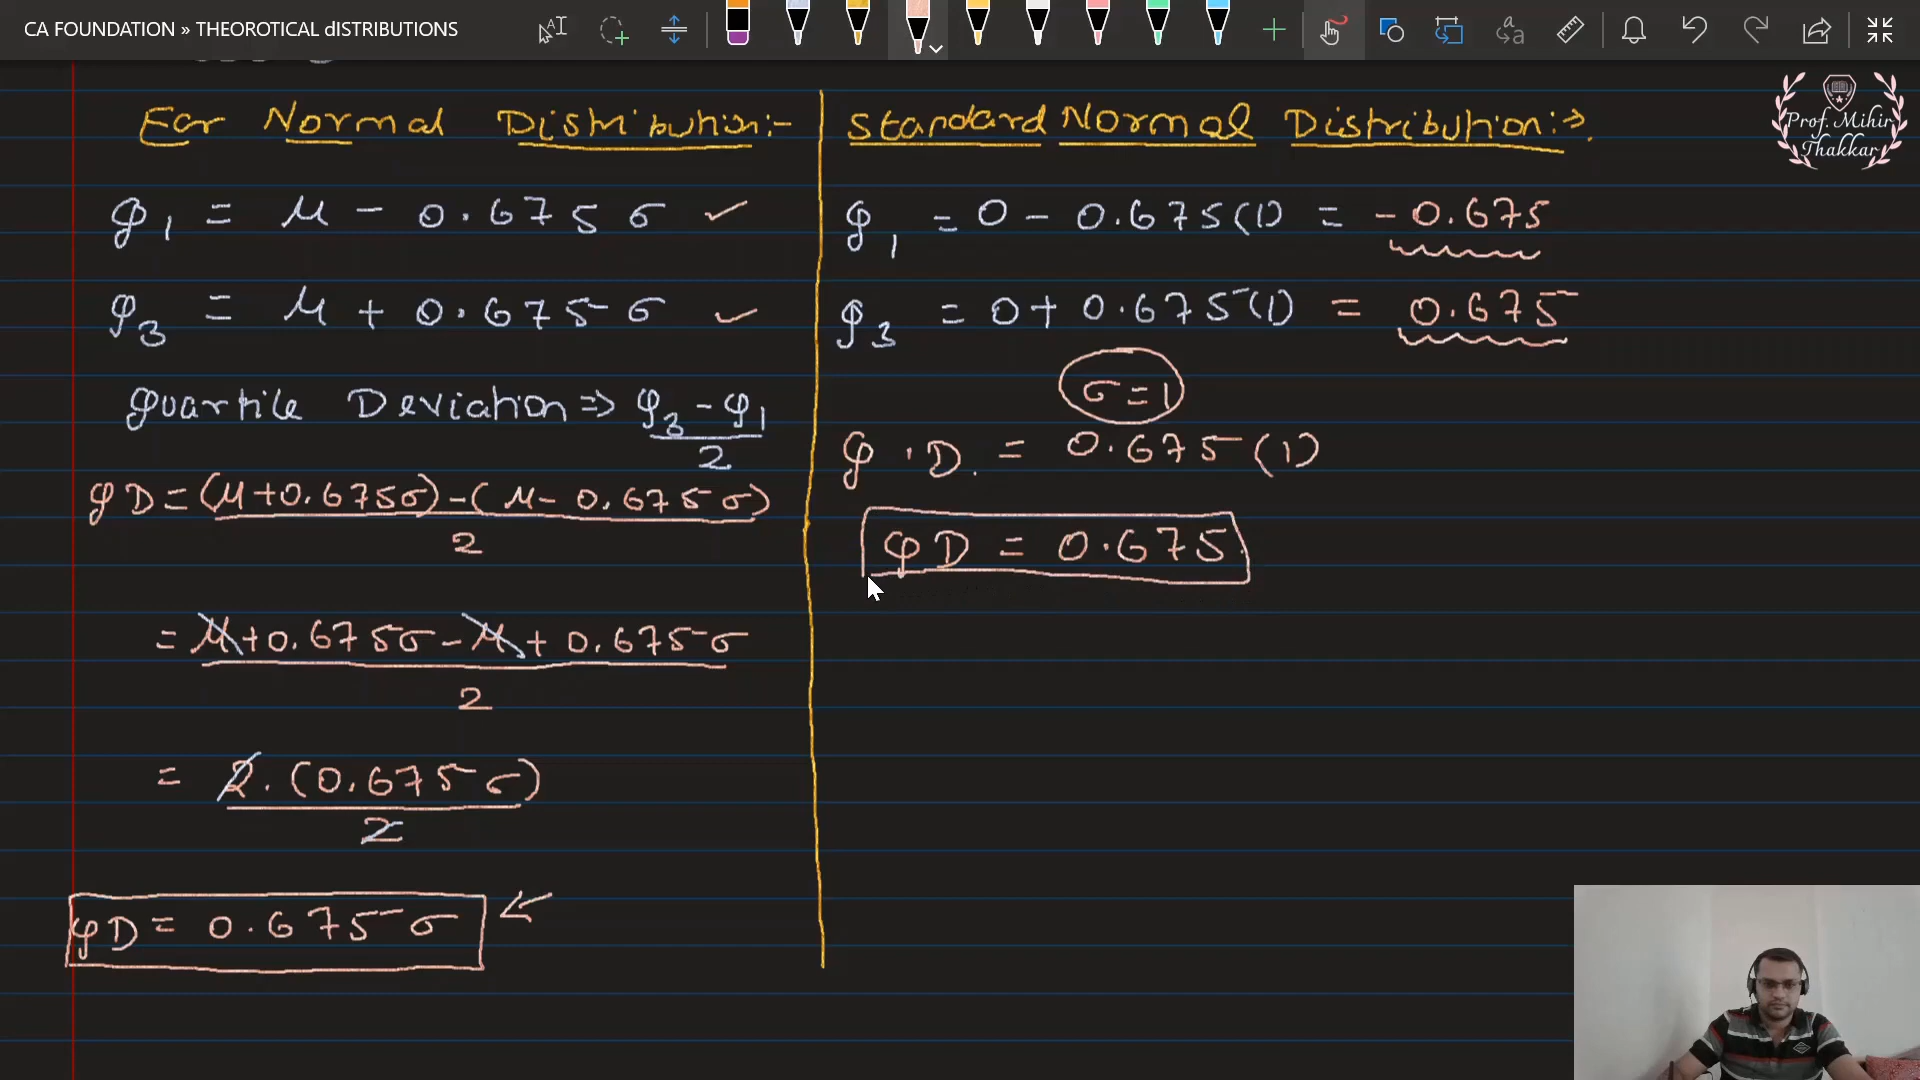 CA FOUNDATION » THEOROTICAL dISTRIBUTIONS
Prof. Mihir
Thakkar
For Normal Distribution:-
Q₁ = μ - 0.675σ ✓
Q₃ = μ + 0.675σ ✓
Quartile Deviation ⇒ (Q₃ - Q₁)/2
QD = ((μ+0.675σ) - (μ - 0.675σ))/2
= (μ+0.675σ - μ + 0.675σ)/2
= 2.(0.675σ)/2
QD = 0.675σ ←
Standard Normal Distribution:→.
Q₁ = 0 - 0.675(1) = - 0.675
Q₃ = 0 + 0.675(1) = 0.675
σ = 1
Q.D. = 0.675(1)
QD = 0.675